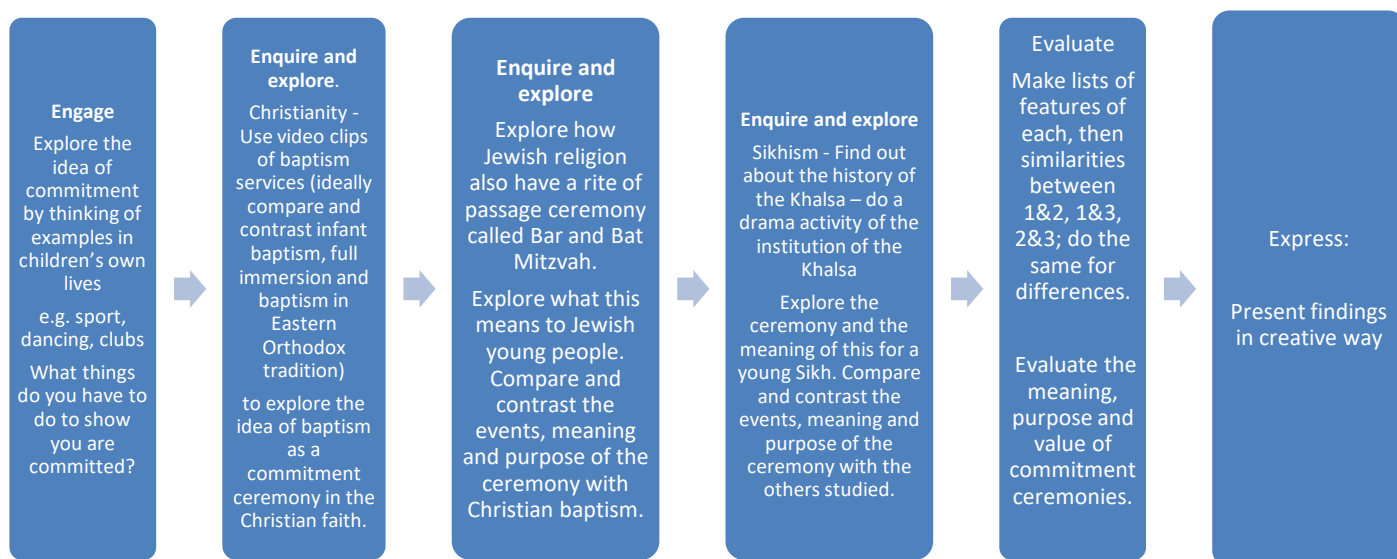 Engage
Explore the
idea of
commitment
by thinking of
examples in
children's own
lives
e.g. sport,
dancing, clubs
What things
do you have to
do to show
you are
committed?
Enquire and
explore.
Christianity -
Use video clips
of baptism
services (ideally
compare and
contrast infant
baptism, full
immersion and
baptism in
Eastern
Orthodox
tradition)
to explore the
idea of baptism
as a
commitment
ceremony in the
Christian faith.
Enquire and
explore
Explore how
Jewish religion
also have a rite of
passage ceremony
called Bar and Bat
Mitzvah.
Explore what this
means to Jewish
young people.
Compare and
contrast the
events, meaning
and purpose of the
ceremony with
Christian baptism.
Enquire and explore
Sikhism - Find out
about the history of
the Khalsa – do a
drama activity of the
institution of the
Khalsa
Explore the
ceremony and the
meaning of this for a
young Sikh. Compare
and contrast the
events, meaning and
purpose of the
ceremony with the
others studied.
Evaluate
Make lists of
features of
each, then
similarities
between
1&2, 1&3,
2&3; do the
same for
differences.
Evaluate the
meaning,
purpose and
value of
commitment
ceremonies.
Express:
Present findings
in creative way